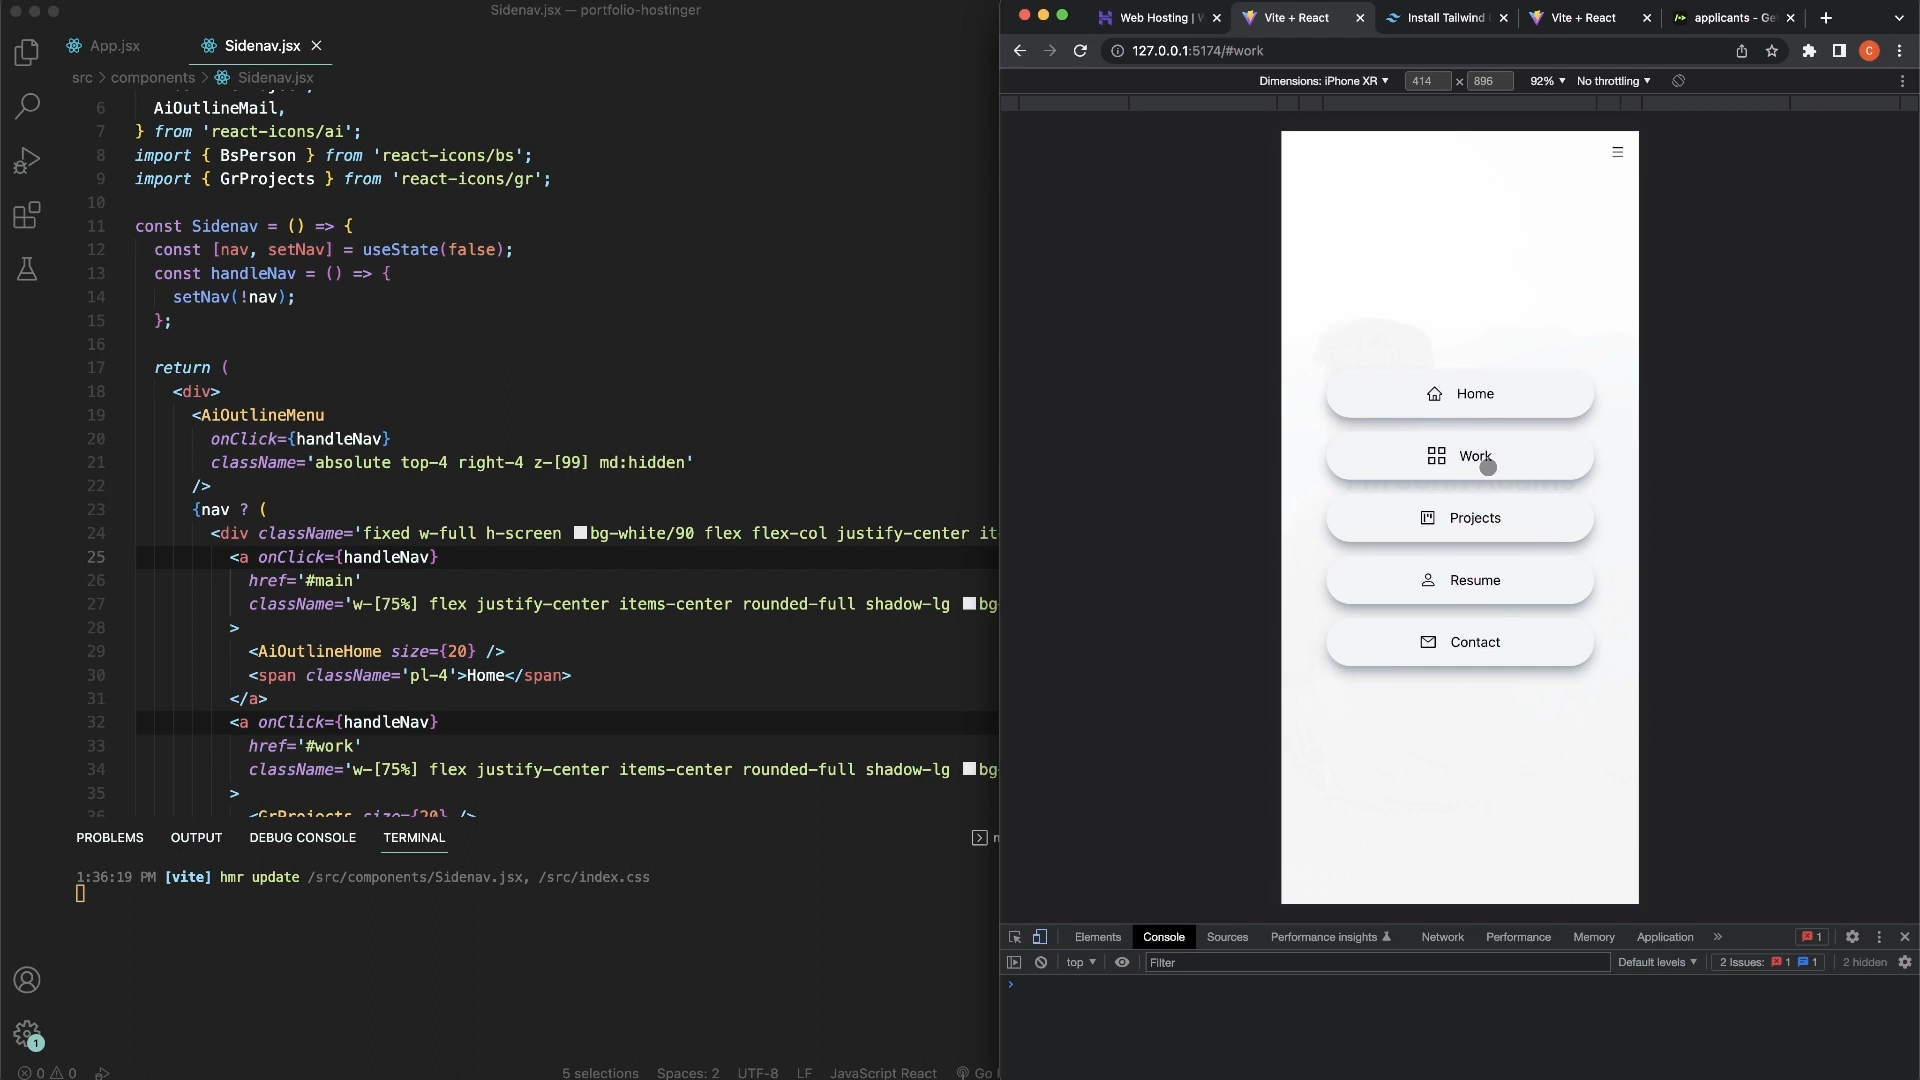 Sidenav.jsx — portfolio-hostinger
App.jsx
Sidenav.jsx
src > components > Sidenav.jsx
6 AiOutlineMail,
7 } from 'react-icons/ai';
8 import { BsPerson } from 'react-icons/bs';
9 import { GrProjects } from 'react-icons/gr';
10
11 const Sidenav = () => {
12 const [nav, setNav] = useState(false);
13 const handleNav = () => {
14 setNav(!nav);
15 };
16
17 return (
18 <div>
19 <AiOutlineMenu
20 onClick={handleNav}
21 className='absolute top-4 right-4 z-[99] md:hidden'
22 />
23 {nav ? (
24 <div className='fixed w-full h-screen bg-white/90 flex flex-col justify-center it
25 <a onClick={handleNav}
26 href='#main'
27 className='w-[75%] flex justify-center items-center rounded-full shadow-lg bg-
28 >
29 <AiOutlineHome size={20} />
30 <span className='pl-4'>Home</span>
31 </a>
32 <a onClick={handleNav}
33 href='#work'
34 className='w-[75%] flex justify-center items-center rounded-full shadow-lg bg-
35 >
36 <GrProjects size={20} />
PROBLEMS OUTPUT DEBUG CONSOLE TERMINAL
1:36:19 PM [vite] hmr update /src/components/Sidenav.jsx, /src/index.css
1
0 0
5 selections Spaces: 2 UTF-8 LF JavaScript React Go
Web Hosting | W
Vite + React
Install Tailwind
Vite + React
applicants - Ge
127.0.0.1:5174/#work
C
Dimensions: iPhone XR 414 × 896 92% No throttling
Home
Work
Projects
Resume
Contact
Elements Console Sources Performance insights Network Performance Memory Application » 1
top Filter Default levels 2 Issues: 1 1 2 hidden